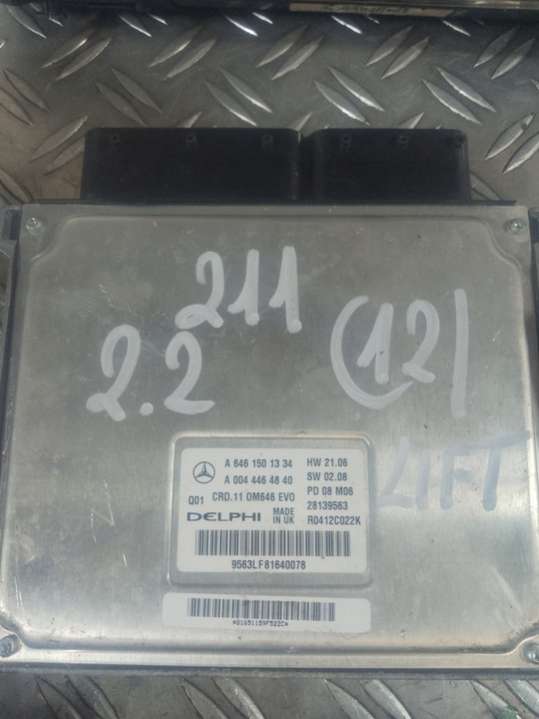 211
2.2
(12)
LIFT
A 646 150 13 34 HW 21.06
A 004 446 48 40 SW 02.08
Q01 CRD.11 OM646 EVO PD 08 M06
DELPHI MADE IN UK 28139563
R0412C022K
9563LF81640078